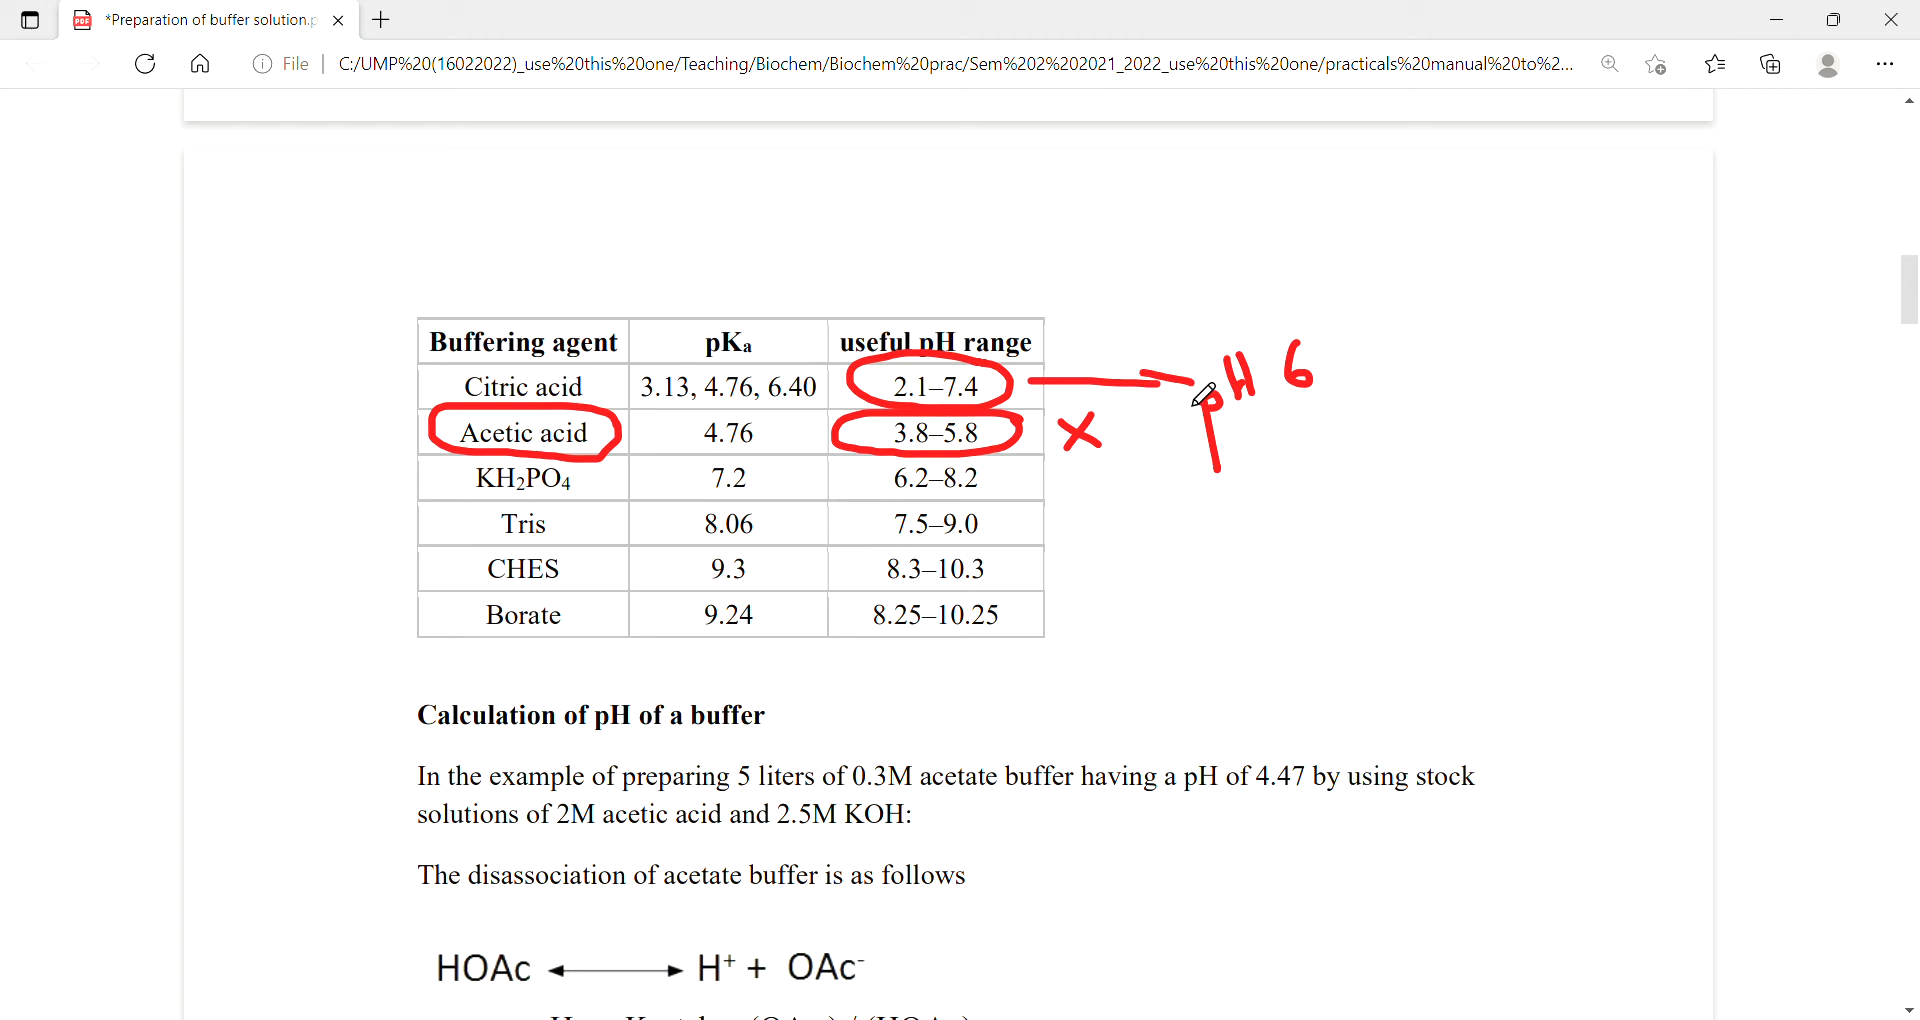 *Preparation of buffer solution.p
File
C:/UMP%20(16022022)_use%20this%20one/Teaching/Biochem/Biochem%20prac/Sem%202%202021_2022_use%20this%20one/practicals%20manual%20to%2...
Buffering agent pKₐ useful pH range
Citric acid 3.13, 4.76, 6.40 2.1–7.4 pH 6
Acetic acid 4.76 3.8–5.8 X
KH₂PO₄ 7.2 6.2–8.2
Tris 8.06 7.5–9.0
CHES 9.3 8.3–10.3
Borate 9.24 8.25–10.25
Calculation of pH of a buffer
In the example of preparing 5 liters of 0.3M acetate buffer having a pH of 4.47 by using stock
solutions of 2M acetic acid and 2.5M KOH:
The disassociation of acetate buffer is as follows
HOAc ⟷ H⁺ + OAc⁻